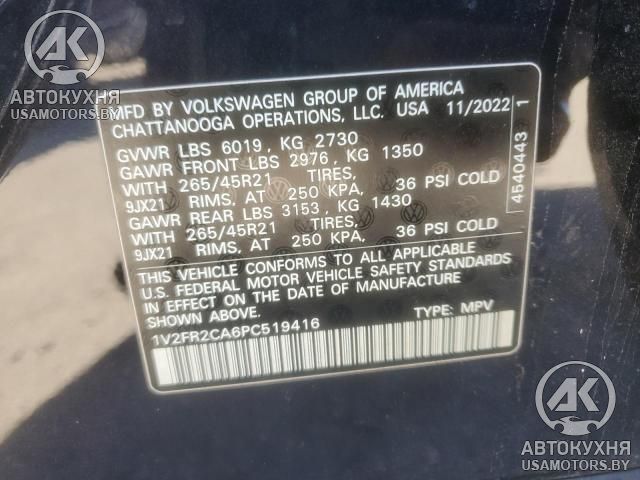 АВТОКУХНЯ
USAMOTORS.BY
MFD BY VOLKSWAGEN GROUP OF AMERICA
CHATTANOOGA OPERATIONS, LLC. USA 11/2022
GVWR LBS 6019, KG 2730
GAWR FRONT LBS 2976, KG 1350
WITH 265/45R21 TIRES,
9JX21 RIMS, AT 250 KPA, 36 PSI COLD
GAWR REAR LBS 3153, KG 1430
WITH 265/45R21 TIRES,
9JX21 RIMS, AT 250 KPA, 36 PSI COLD
THIS VEHICLE CONFORMS TO ALL APPLICABLE
U.S. FEDERAL MOTOR VEHICLE SAFETY STANDARDS
IN EFFECT ON THE DATE OF MANUFACTURE
SHOWN ABOVE.
1V2FR2CA6PC519416 TYPE: MPV
4540443 1
АК
АВТОКУХНЯ
USAMOTORS.BY